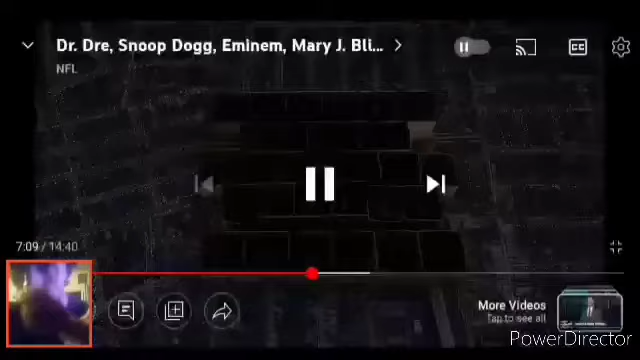 Dr. Dre, Snoop Dogg, Eminem, Mary J. Bli...
NFL
CC
7:09 / 14:40
More Videos
Tap to see all
PowerDirector